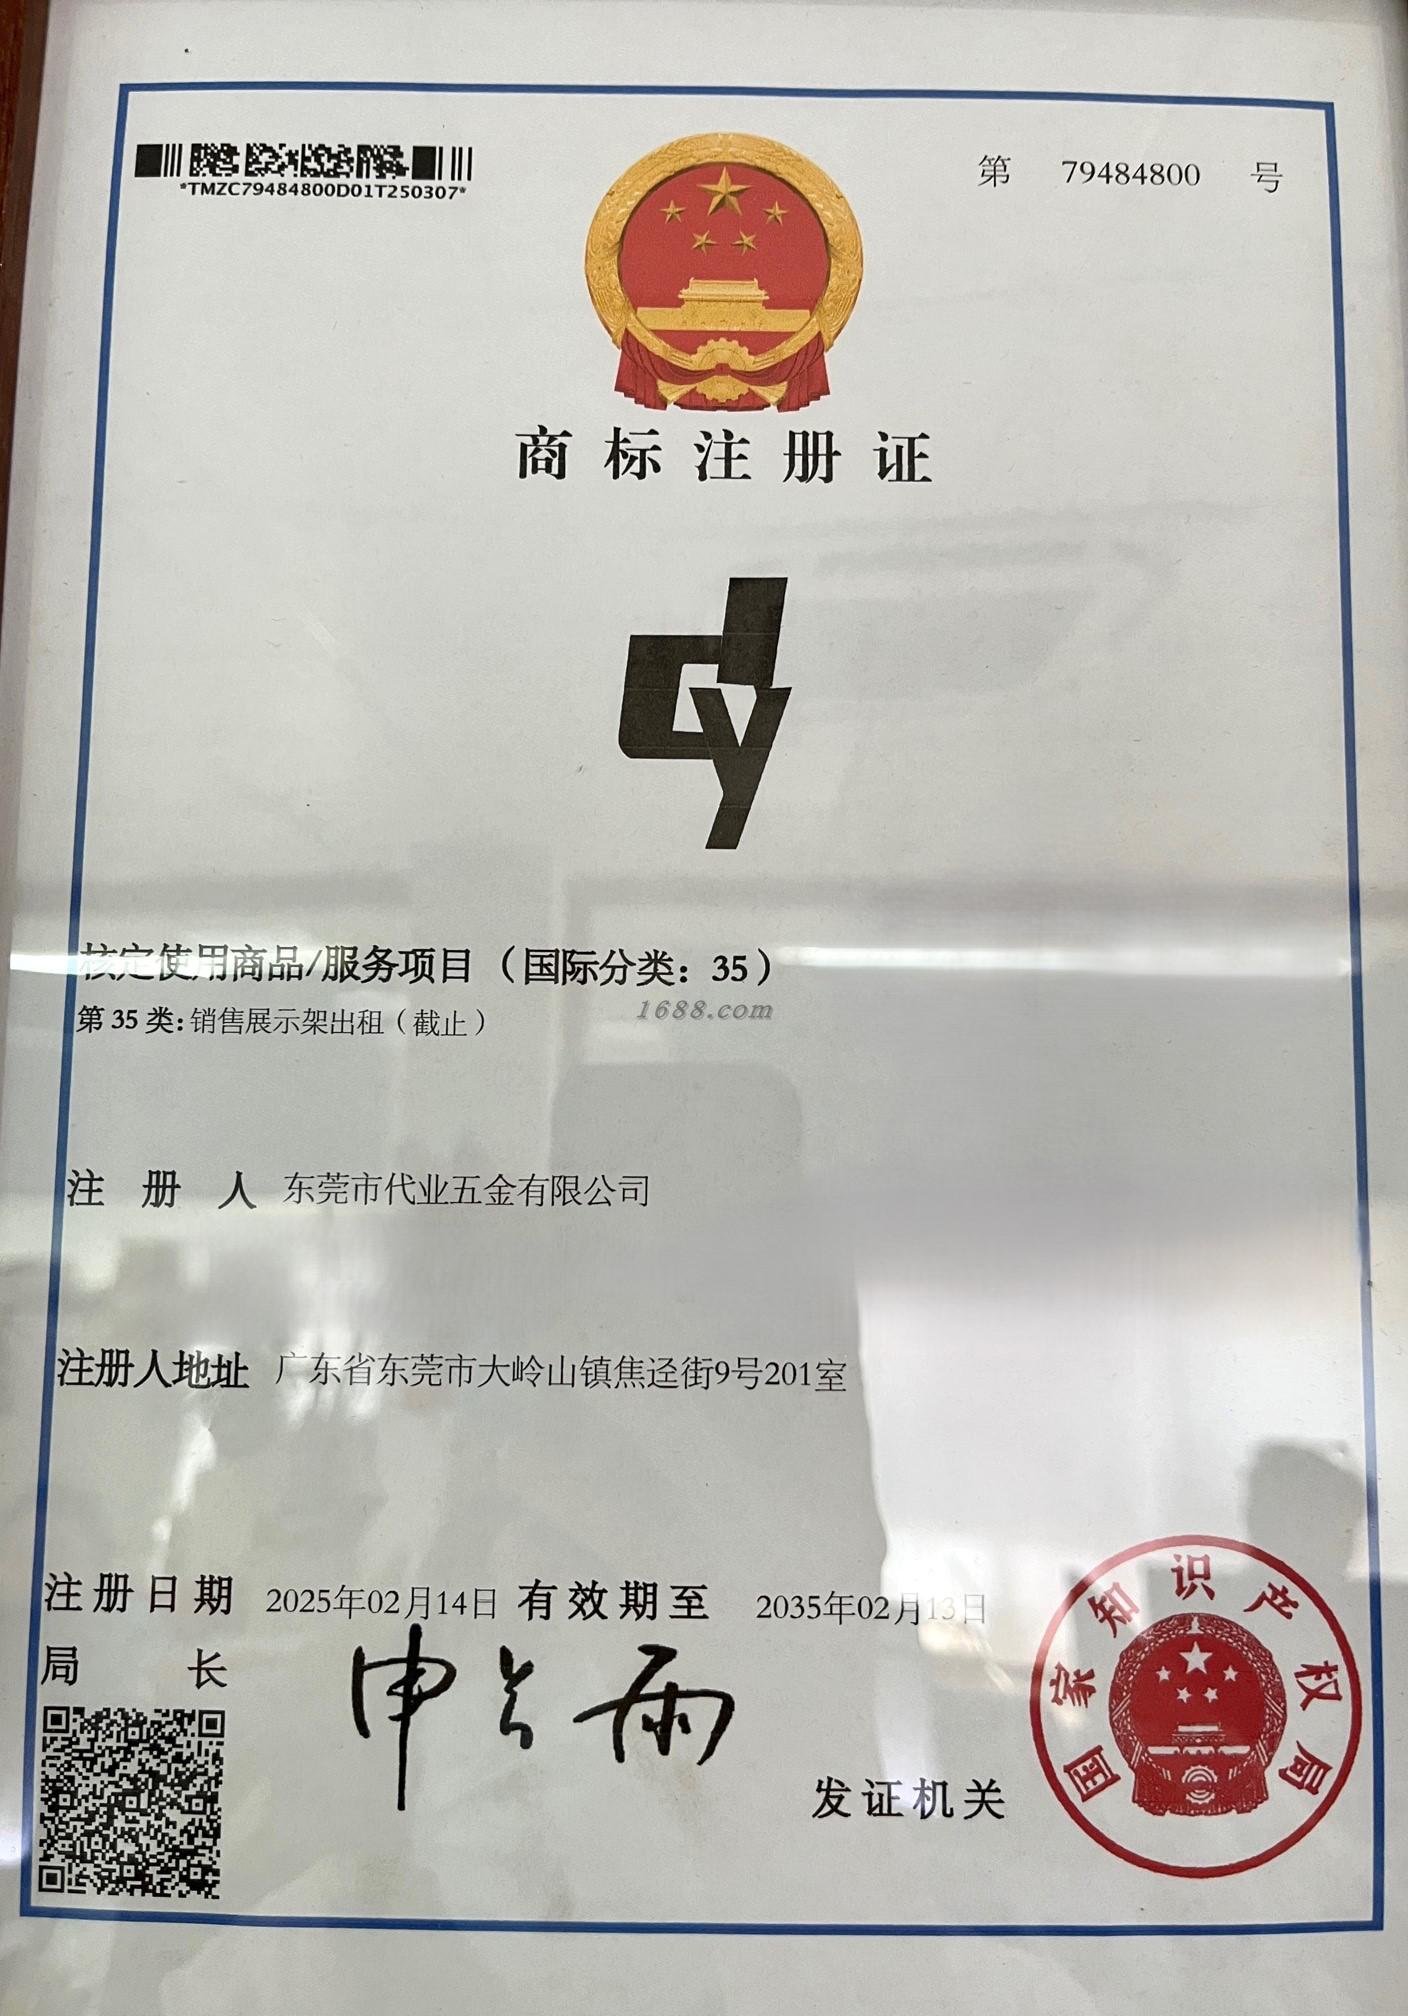 *TMZC79484800D01T250307*
第 79484800 号
商标注册证
dy
核定使用商品/服务项目（国际分类：35）
第 35 类: 销售展示架出租（截止）
1688.com
注册人 东莞市代业五金有限公司
注册人地址 广东省东莞市大岭山镇焦迳街9号201室
注册日期 2025年02月14日 有效期至 2035年02月13日
局长 申长雨
发证机关
国家知识产权局